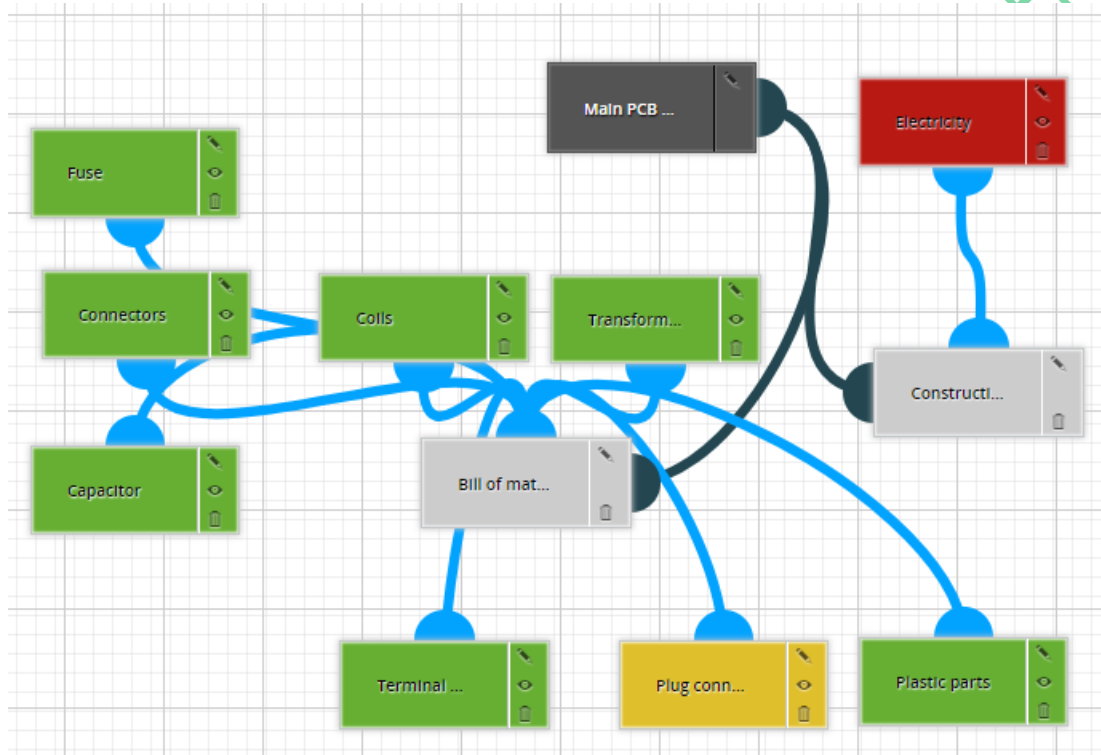 Main PCB ...
Electricity
Fuse
Connectors
Coils
Transform...
Constructi...
Bill of mat...
Capacitor
Terminal ...
Plug conn...
Plastic parts